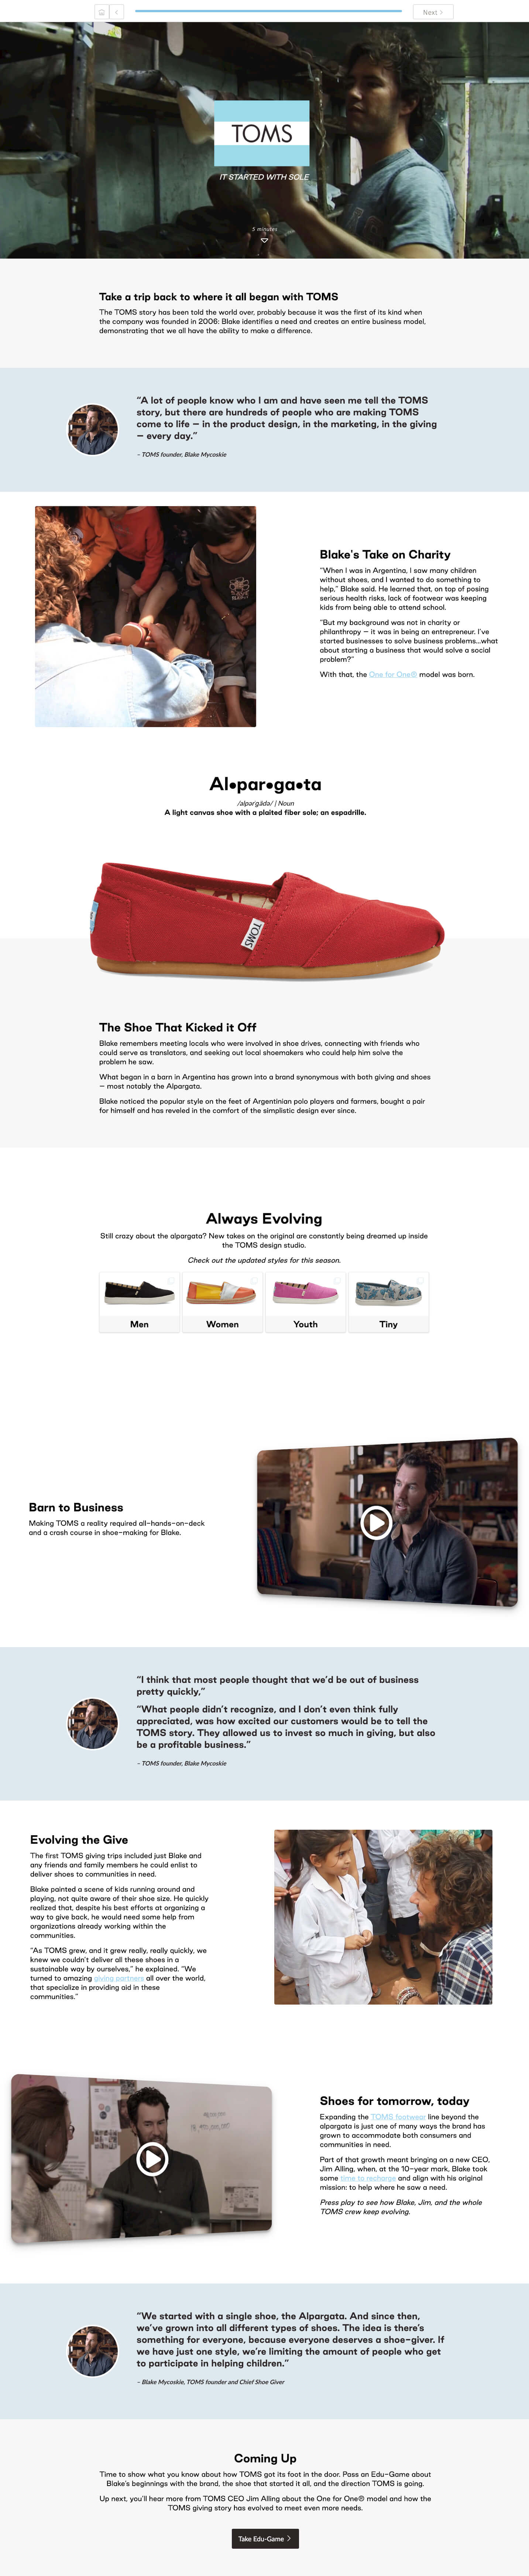 Next >
TOMS
IT STARTED WITH SOLE
5 minutes
Take a trip back to where it all began with TOMS
The TOMS story has been told the world over, probably because it was the first of its kind when
the company was founded in 2006: Blake identifies a need and creates an entire business model,
demonstrating that we all have the ability to make a difference.
“A lot of people know who I am and have seen me tell the TOMS
story, but there are hundreds of people who are making TOMS
come to life — in the product design, in the marketing, in the giving
— every day.”
- TOMS founder, Blake Mycoskie
Blake's Take on Charity
"When I was in Argentina, I saw many children
without shoes, and I wanted to do something to
help," Blake said. He learned that, on top of posing
serious health risks, lack of footwear was keeping
kids from being able to attend school.
"But my background was not in charity or
philanthropy — it was in being an entrepreneur. I've
started businesses to solve business problems...what
about starting a business that would solve a social
problem?"
With that, the One for One® model was born.
Al•par•ga•ta
/alpər'gädə/ | Noun
A light canvas shoe with a plaited fiber sole; an espadrille.
TOMS
The Shoe That Kicked it Off
Blake remembers meeting locals who were involved in shoe drives, connecting with friends who
could serve as translators, and seeking out local shoemakers who could help him solve the
problem he saw.
What began in a barn in Argentina has grown into a brand synonymous with both giving and shoes
— most notably the Alpargata.
Blake noticed the popular style on the feet of Argentinian polo players and farmers, bought a pair
for himself and has reveled in the comfort of the simplistic design ever since.
Always Evolving
Still crazy about the alpargata? New takes on the original are constantly being dreamed up inside
the TOMS design studio.
Check out the updated styles for this season.
Men
Women
Youth
Tiny
Barn to Business
Making TOMS a reality required all-hands-on-deck
and a crash course in shoe-making for Blake.
“I think that most people thought that we’d be out of business
pretty quickly,”
“What people didn’t recognize, and I don’t even think fully
appreciated, was how excited our customers would be to tell the
TOMS story. They allowed us to invest so much in giving, but also
be a profitable business.”
- TOMS founder, Blake Mycoskie
Evolving the Give
The first TOMS giving trips included just Blake and
any friends and family members he could enlist to
deliver shoes to communities in need.
Blake painted a scene of kids running around and
playing, not quite aware of their shoe size. He quickly
realized that, despite his best efforts at organizing a
way to give back, he would need some help from
organizations already working within the
communities.
"As TOMS grew, and it grew really, really quickly, we
knew we couldn't deliver all these shoes in a
sustainable way by ourselves," he explained. "We
turned to amazing giving partners all over the world,
that specialize in providing aid in these
communities."
Shoes for tomorrow, today
Expanding the TOMS footwear line beyond the
alpargata is just one of many ways the brand has
grown to accommodate both consumers and
communities in need.
Part of that growth meant bringing on a new CEO,
Jim Alling, when, at the 10-year mark, Blake took
some time to recharge and align with his original
mission: to help where he saw a need.
Press play to see how Blake, Jim, and the whole
TOMS crew keep evolving.
“We started with a single shoe, the Alpargata. And since then,
we’ve grown into all different types of shoes. The idea is there’s
something for everyone, because everyone deserves a shoe-giver. If
we have just one style, we’re limiting the amount of people who get
to participate in helping children.”
- Blake Mycoskie, TOMS founder and Chief Shoe Giver
Coming Up
Time to show what you know about how TOMS got its foot in the door. Pass an Edu-Game about
Blake's beginnings with the brand, the shoe that started it all, and the direction TOMS is going.
Up next, you'll hear more from TOMS CEO Jim Alling about the One for One® model and how the
TOMS giving story has evolved to meet even more needs.
Take Edu-Game >